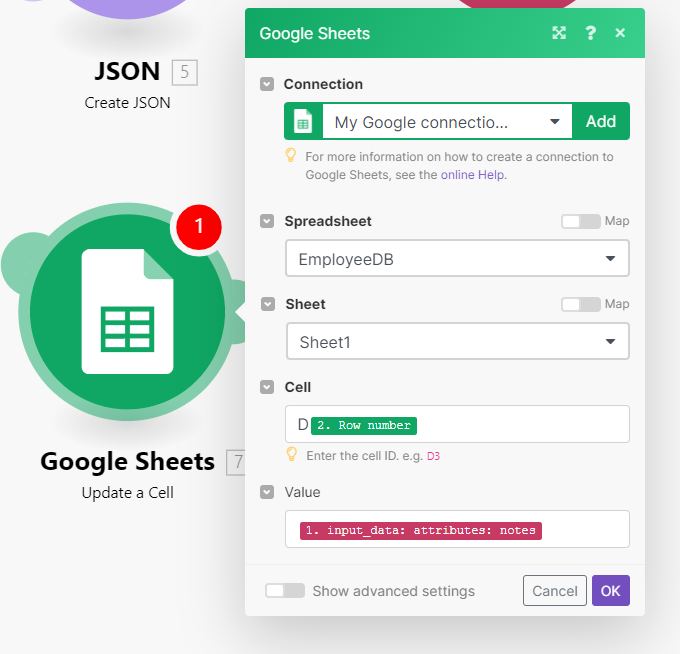 JSON 5
Create JSON
1
Google Sheets 7
Update a Cell
Google Sheets ?
Connection
My Google connectio... Add
For more information on how to create a connection to
Google Sheets, see the online Help.
Spreadsheet Map
EmployeeDB
Sheet Map
Sheet1
Cell
D 2. Row number
Enter the cell ID. e.g. D3
Value
1. input_data: attributes: notes
Show advanced settings Cancel OK